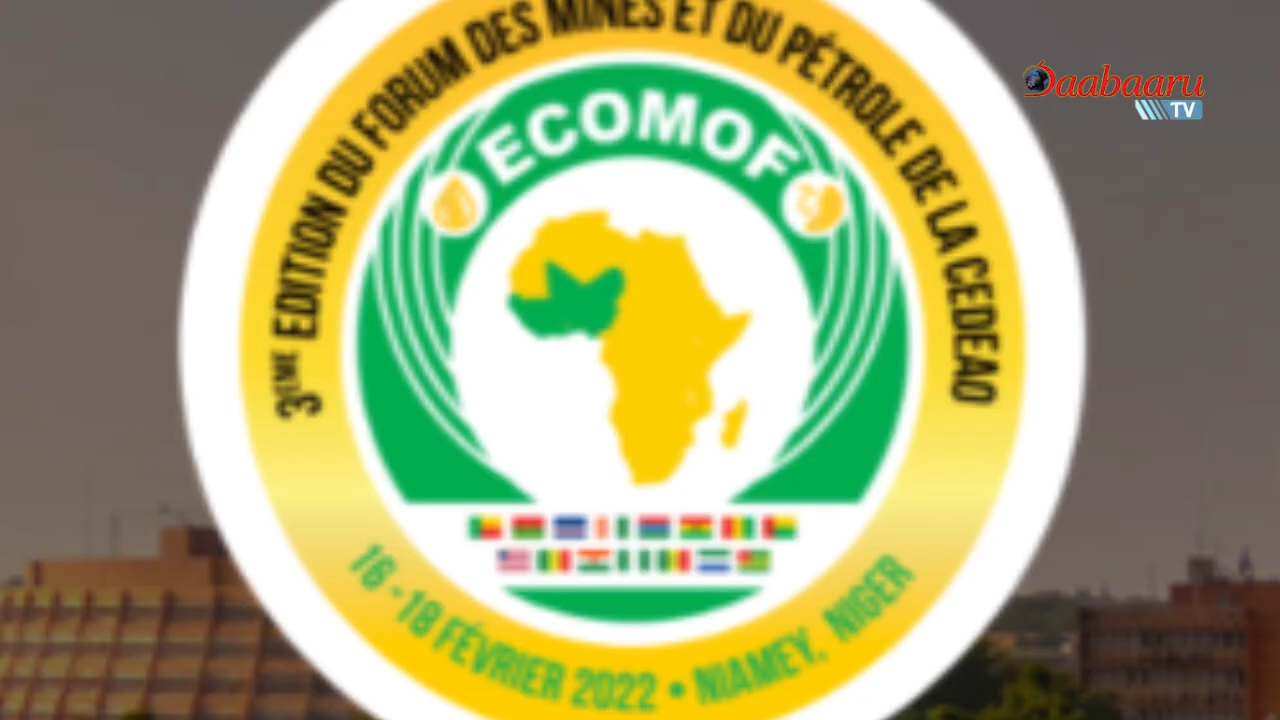 3ÈME EDITION DU FORUM DES MINES ET DU PÉTROLE DE LA CEDEAO
ECOMOF
16 - 18 FÉVRIER 2022 • NIAMEY, NIGER
Daabaaru
TV